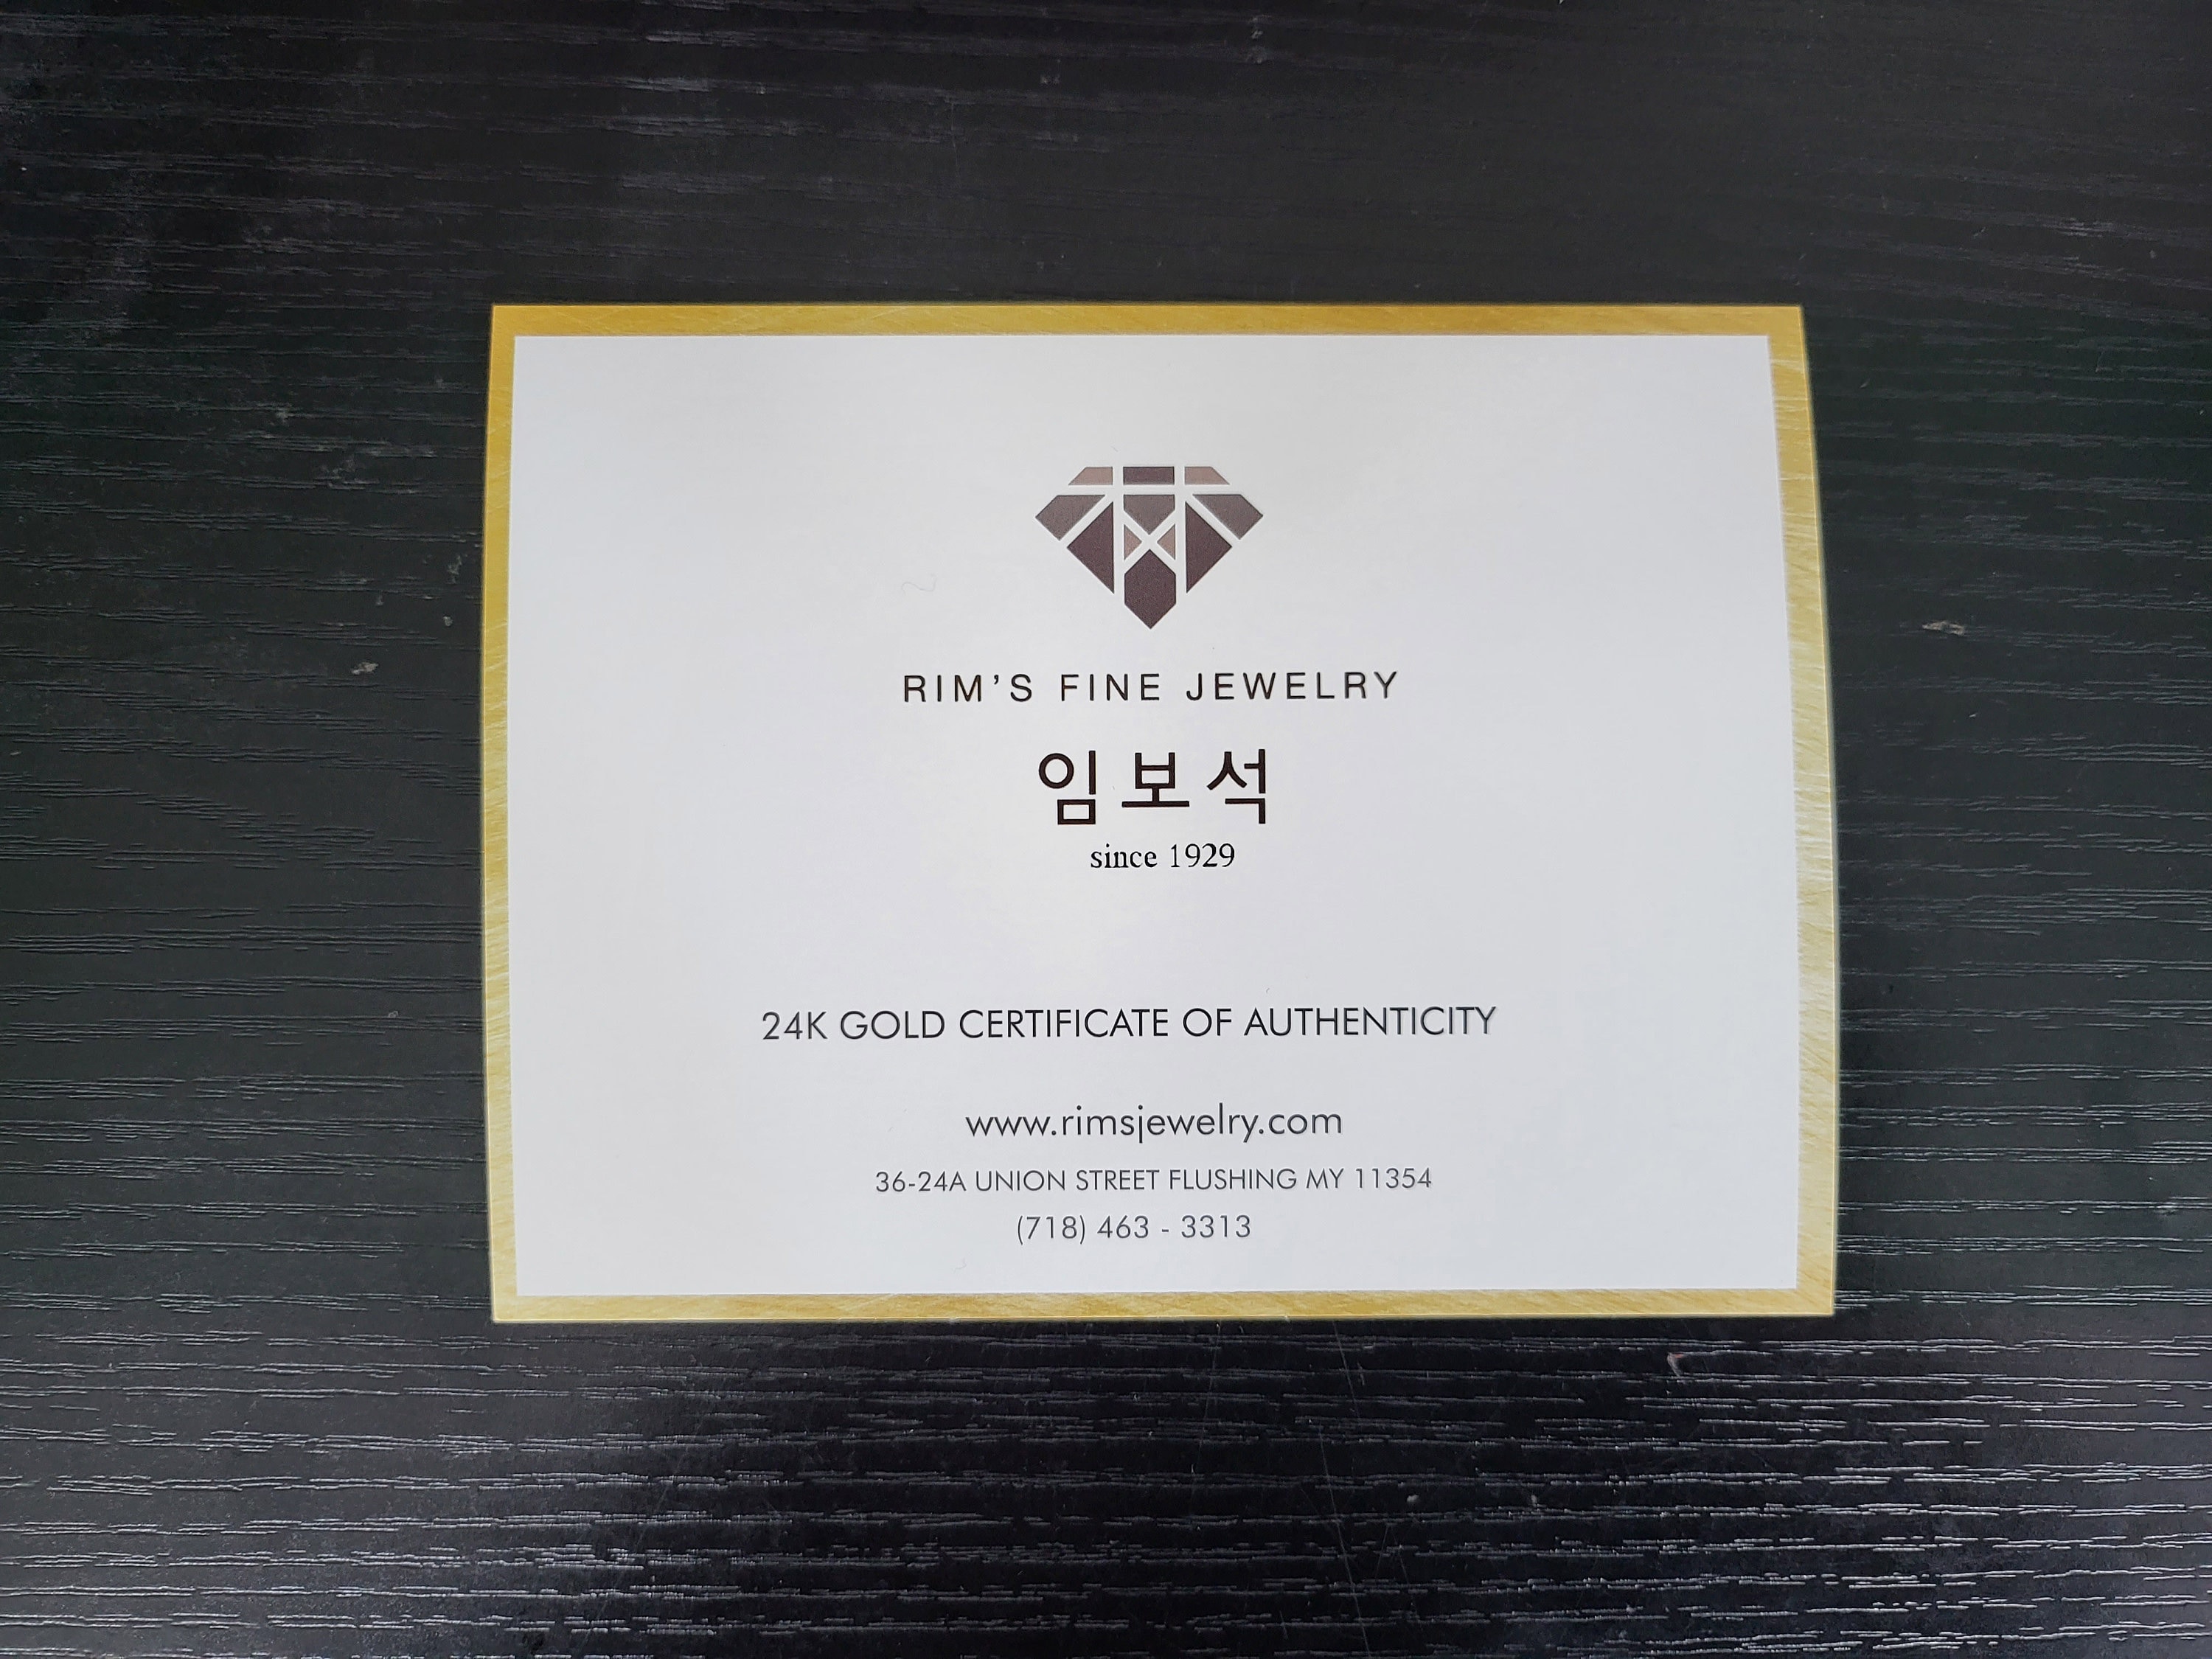 RIM'S FINE JEWELRY
임보석
since 1929
24K GOLD CERTIFICATE OF AUTHENTICITY
www.rimsjewelry.com
36-24A UNION STREET FLUSHING MY 11354
(718) 463 - 3313